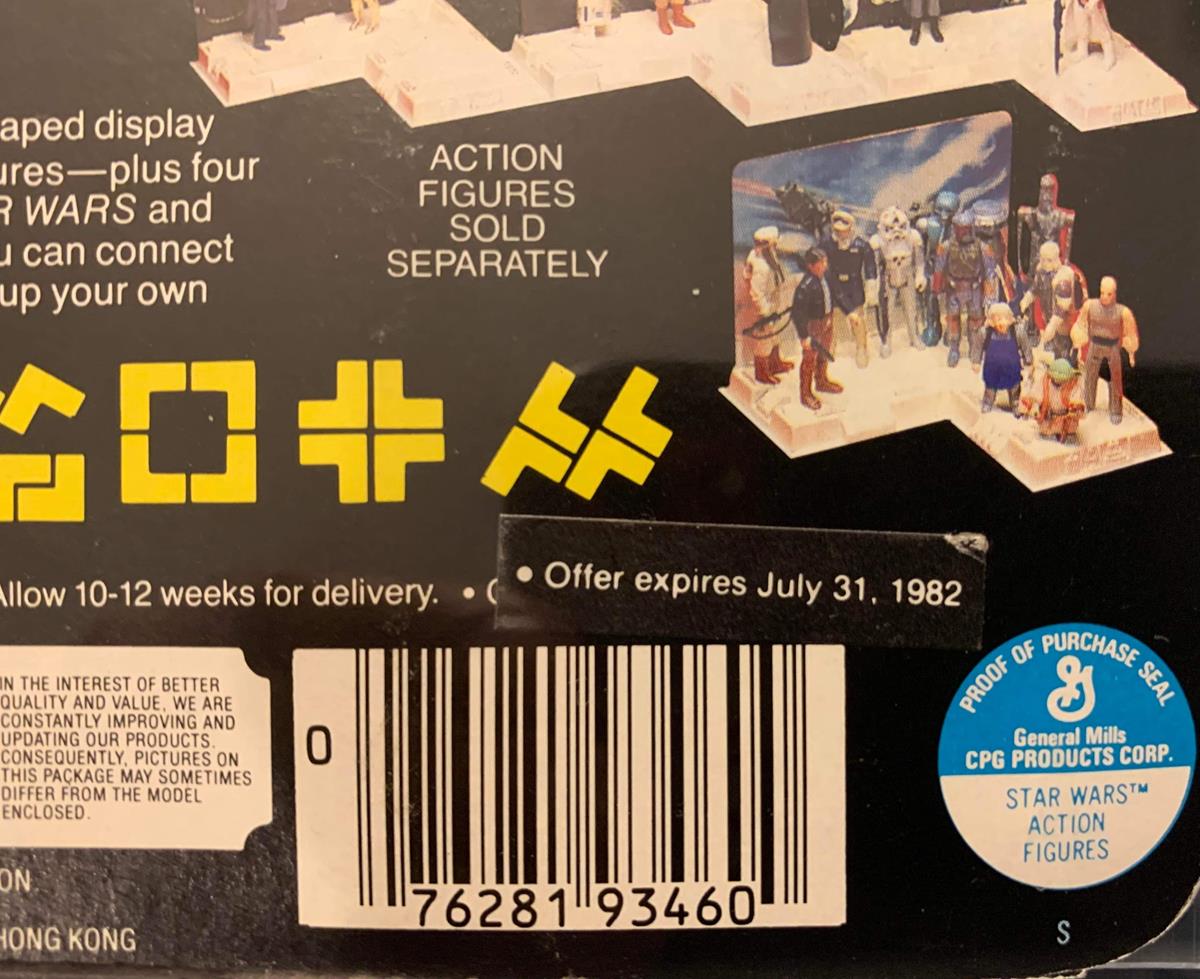 aped display
ures—plus four
R WARS and
u can connect
up your own
ACTION
FIGURES
SOLD
SEPARATELY
Allow 10-12 weeks for delivery. •
• Offer expires July 31, 1982
IN THE INTEREST OF BETTER
QUALITY AND VALUE, WE ARE
CONSTANTLY IMPROVING AND
UPDATING OUR PRODUCTS.
CONSEQUENTLY, PICTURES ON
THIS PACKAGE MAY SOMETIMES
DIFFER FROM THE MODEL
ENCLOSED.
ON
HONG KONG
0
76281 93460
PROOF OF PURCHASE SEAL
General Mills
CPG PRODUCTS CORP.
STAR WARS™
ACTION
FIGURES
S